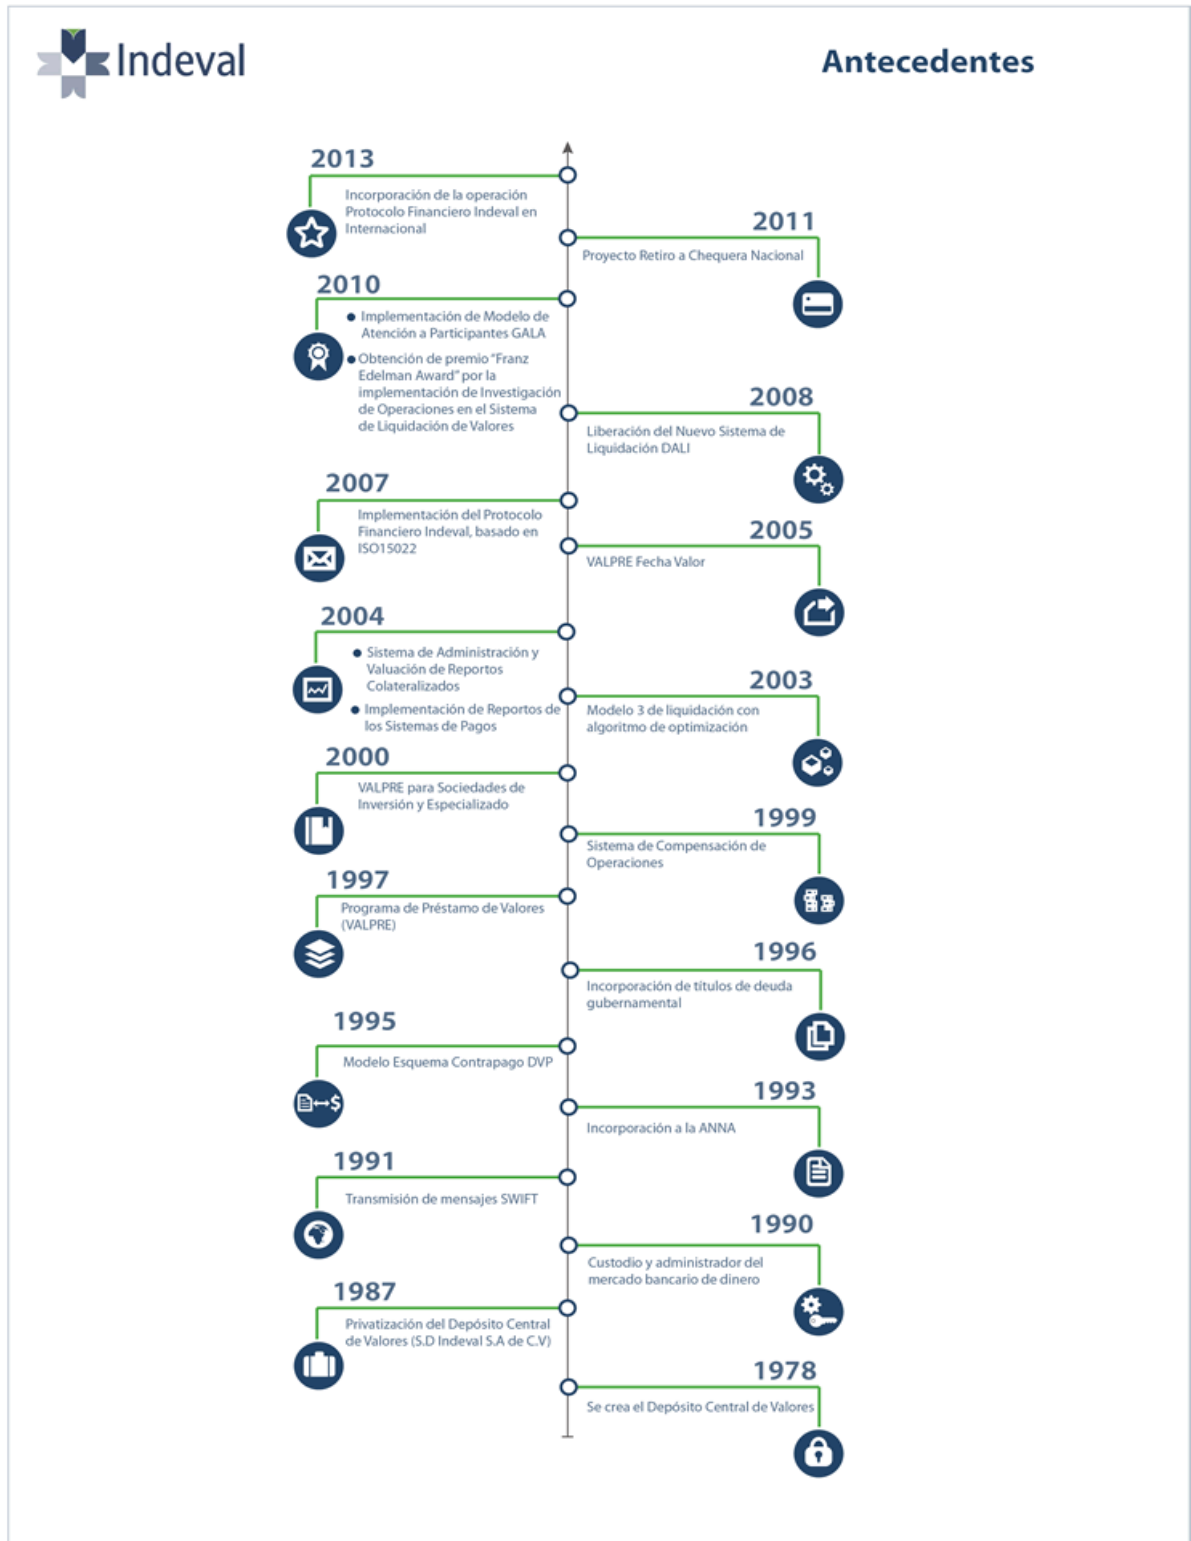 Indeval
Antecedentes
2013
Incorporación de la operación
Protocolo Financiero Indeval en
Internacional
2011
Proyecto Retiro a Chequera Nacional
2010
Implementación de Modelo de
Atención a Participantes GALA
Obtención de premio "Franz
Edelman Award" por la
implementación de Investigación
de Operaciones en el Sistema
de Liquidación de Valores
2008
Liberación del Nuevo Sistema de
Liquidación DALI
2007
Implementación del Protocolo
Financiero Indeval, basado en
ISO15022
2005
VALPRE Fecha Valor
2004
Sistema de Administración y
Valuación de Reportos
Colateralizados
Implementación de Reportos de
los Sistemas de Pagos
2003
Modelo 3 de liquidación con
algoritmo de optimización
2000
VALPRE para Sociedades de
Inversión y Especializado
1999
Sistema de Compensación de
Operaciones
1997
Programa de Préstamo de Valores
(VALPRE)
1996
Incorporación de títulos de deuda
gubernamental
1995
Modelo Esquema Contrapago DVP
1993
Incorporación a la ANNA
1991
Transmisión de mensajes SWIFT
1990
Custodio y administrador del
mercado bancario de dinero
1987
Privatización del Depósito Central
de Valores (S.D Indeval S.A de C.V)
1978
Se crea el Depósito Central de Valores